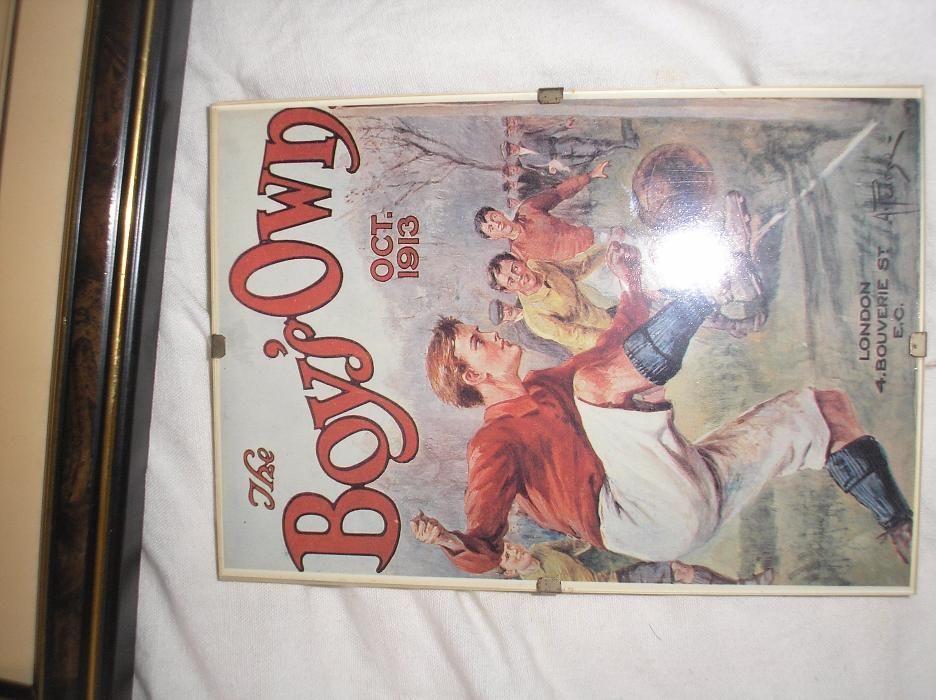 The
Boy's Own
OCT.
1913
LONDON
4. BOUVERIE ST
E.C.